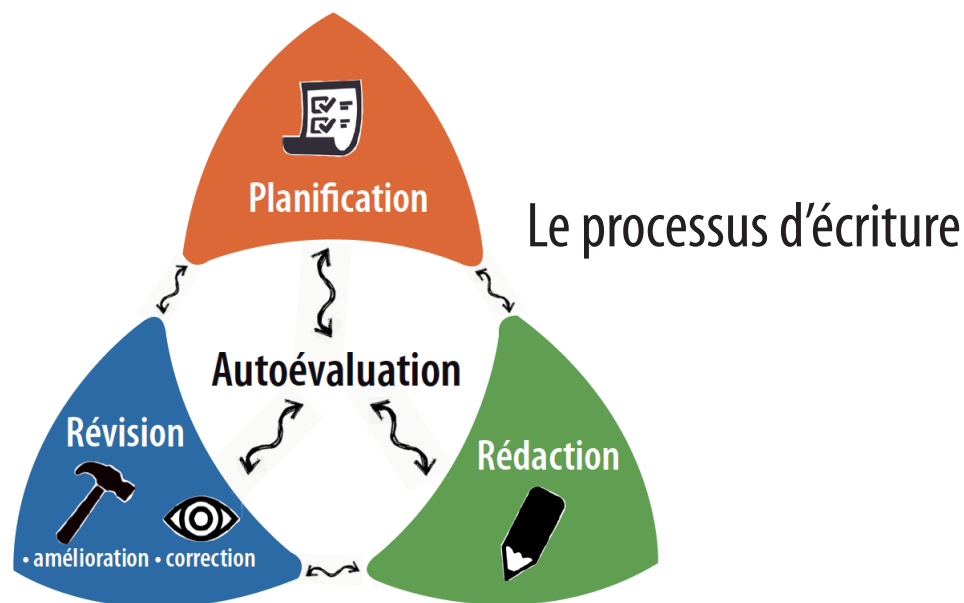 Planification
Le processus d'écriture
Autoévaluation
Révision
Rédaction
• amélioration • correction